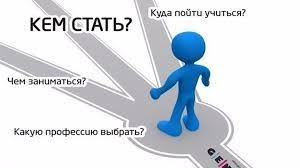 Куда пойти учиться?
КЕМ СТАТЬ?
Чем заниматься?
Какую профессию выбрать?